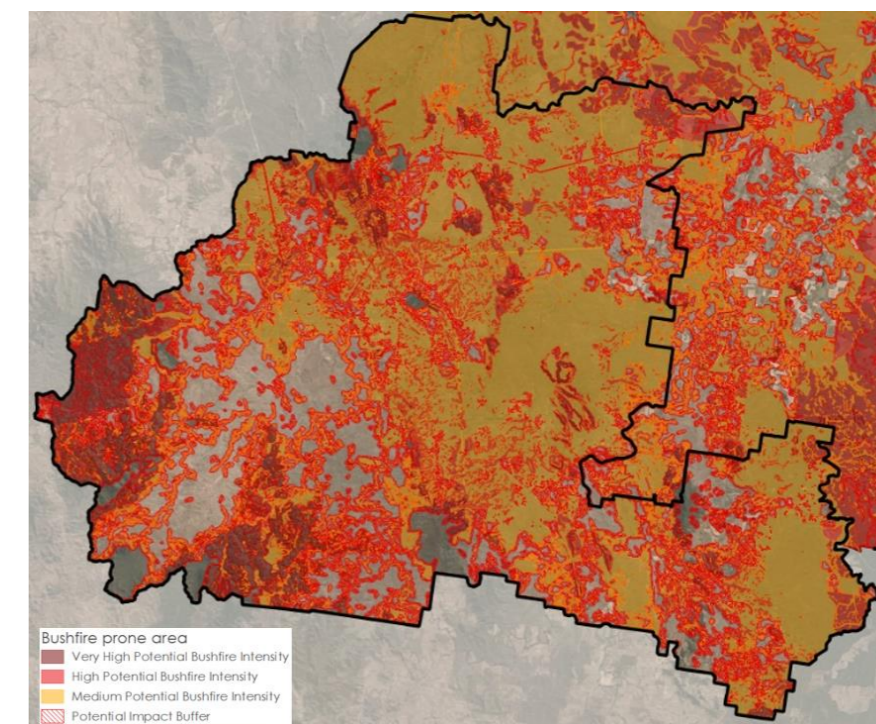 Bushfire prone area
Very High Potential Bushfire Intensity
High Potential Bushfire Intensity
Medium Potential Bushfire Intensity
Potential Impact Buffer